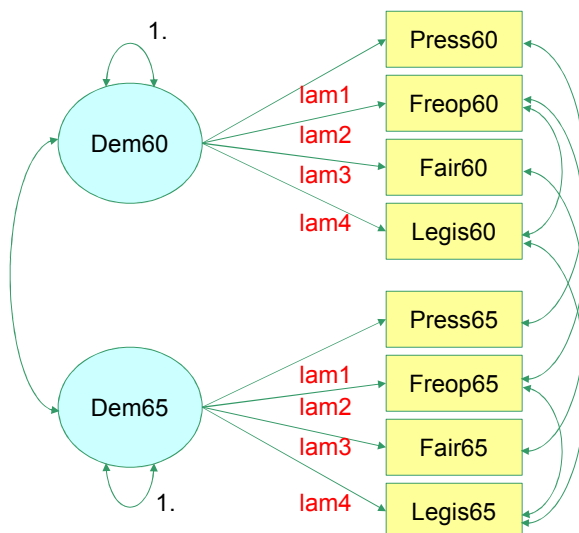 1.
Dem60
lam1
lam2
lam3
lam4
Press60
Freop60
Fair60
Legis60
Dem65
1.
lam1
lam2
lam3
lam4
Press65
Freop65
Fair65
Legis65